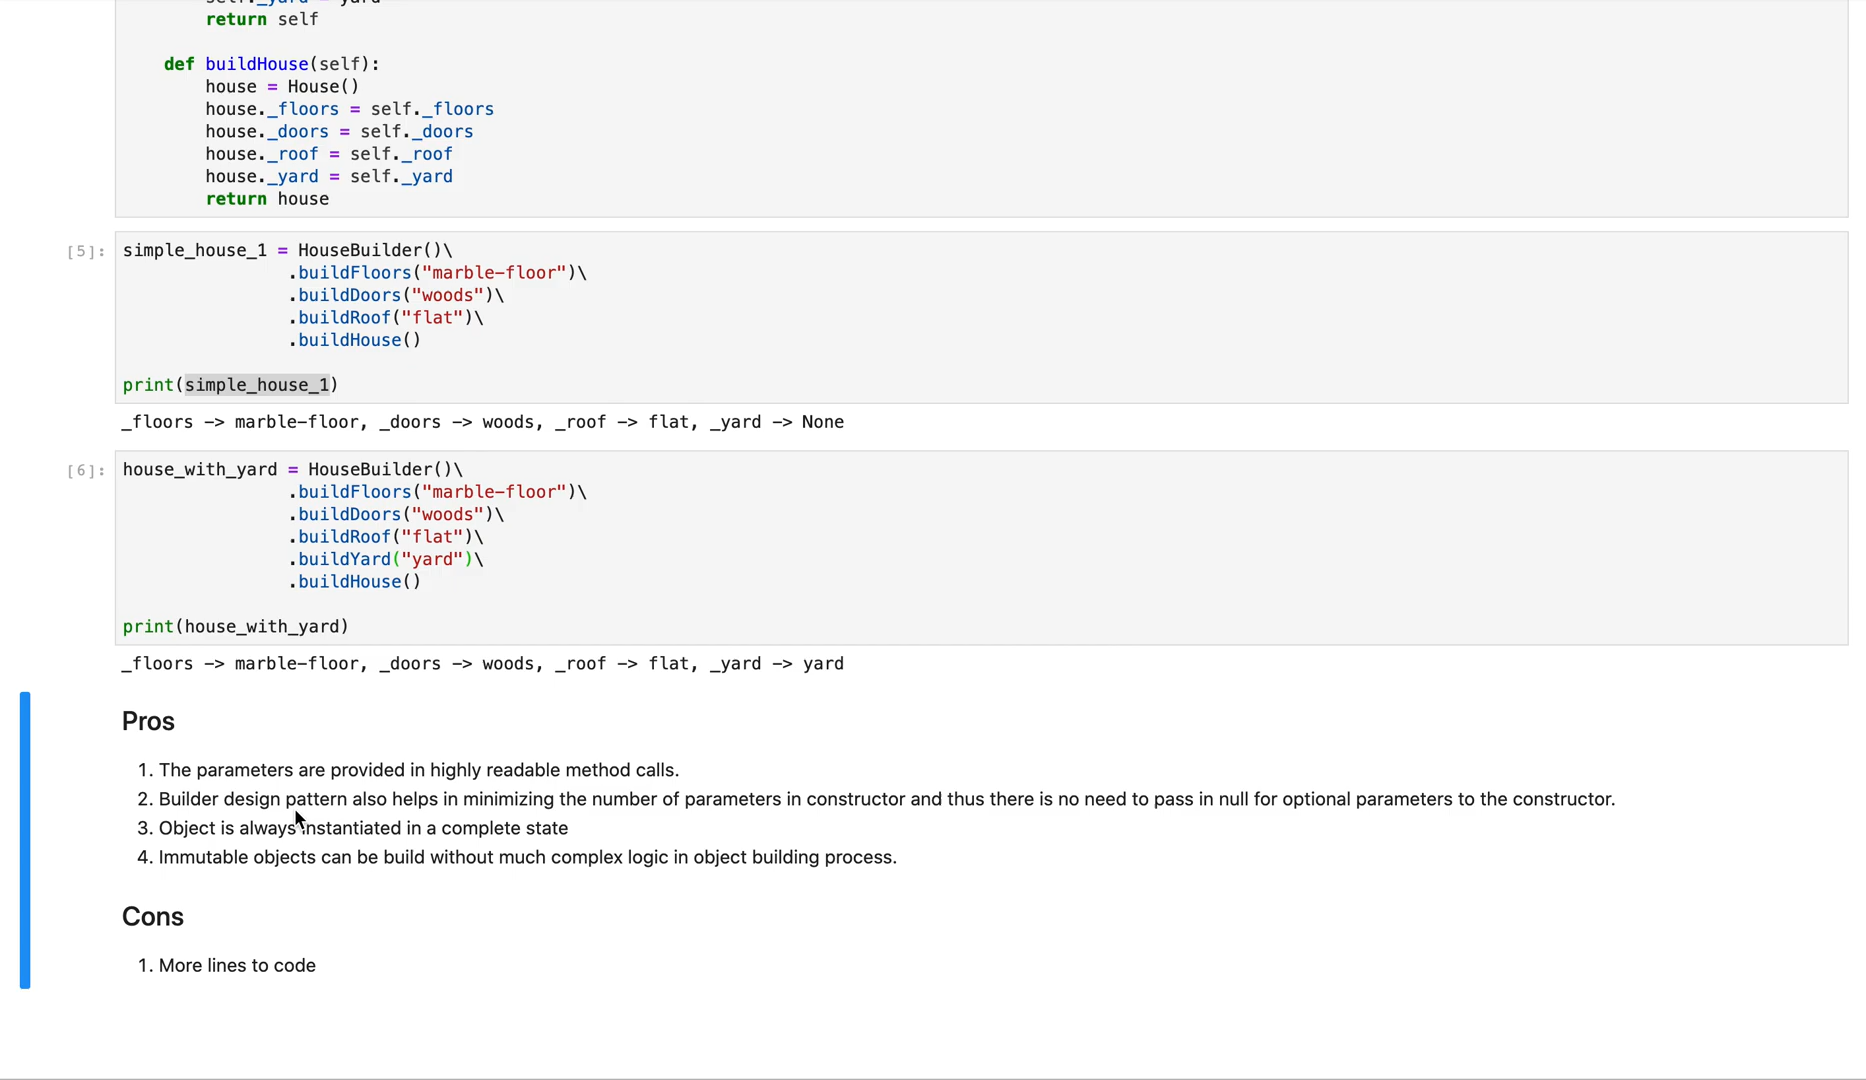 self._yard = yard
return self
def buildHouse(self):
house = House()
house._floors = self._floors
house._doors = self._doors
house._roof = self._roof
house._yard = self._yard
return house
[5]: simple_house_1 = HouseBuilder()\
.buildFloors("marble-floor")\
.buildDoors("woods")\
.buildRoof("flat")\
.buildHouse()
print(simple_house_1)
_floors -> marble-floor, _doors -> woods, _roof -> flat, _yard -> None
[6]: house_with_yard = HouseBuilder()\
.buildFloors("marble-floor")\
.buildDoors("woods")\
.buildRoof("flat")\
.buildYard("yard")\
.buildHouse()
print(house_with_yard)
_floors -> marble-floor, _doors -> woods, _roof -> flat, _yard -> yard
Pros
1. The parameters are provided in highly readable method calls.
2. Builder design pattern also helps in minimizing the number of parameters in constructor and thus there is no need to pass in null for optional parameters to the constructor.
3. Object is always instantiated in a complete state
4. Immutable objects can be build without much complex logic in object building process.
Cons
1. More lines to code